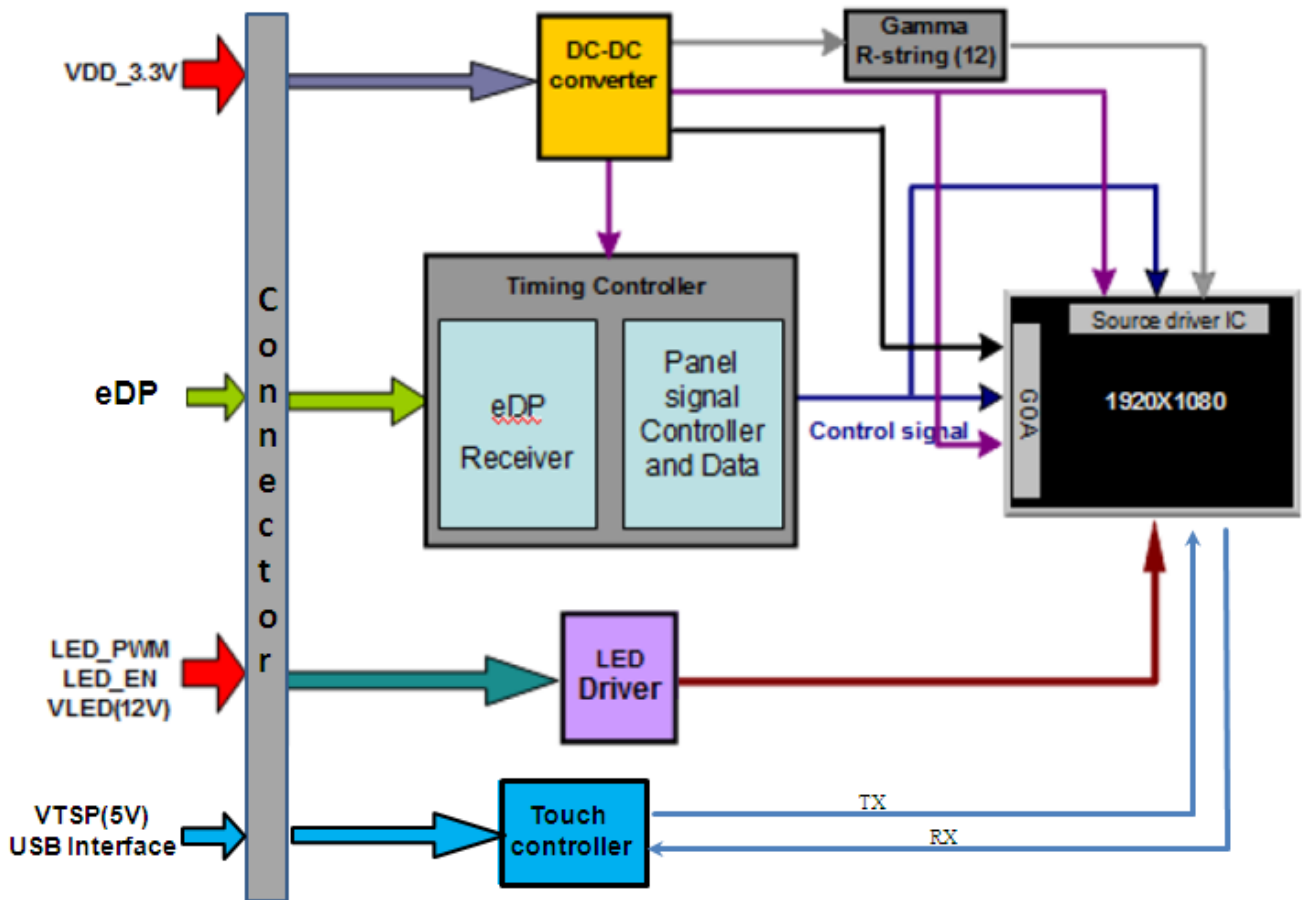 VDD_3.3V
DC-DC
converter
Gamma
R-string (12)
Connector
Timing Controller
eDP
eDP
Receiver
Panel
signal
Controller
and Data
Control signal
Source driver IC
GOA
1920X1080
LED_PWM
LED_EN
VLED(12V)
LED
Driver
VTSP(5V)
USB Interface
Touch
controller
TX
RX